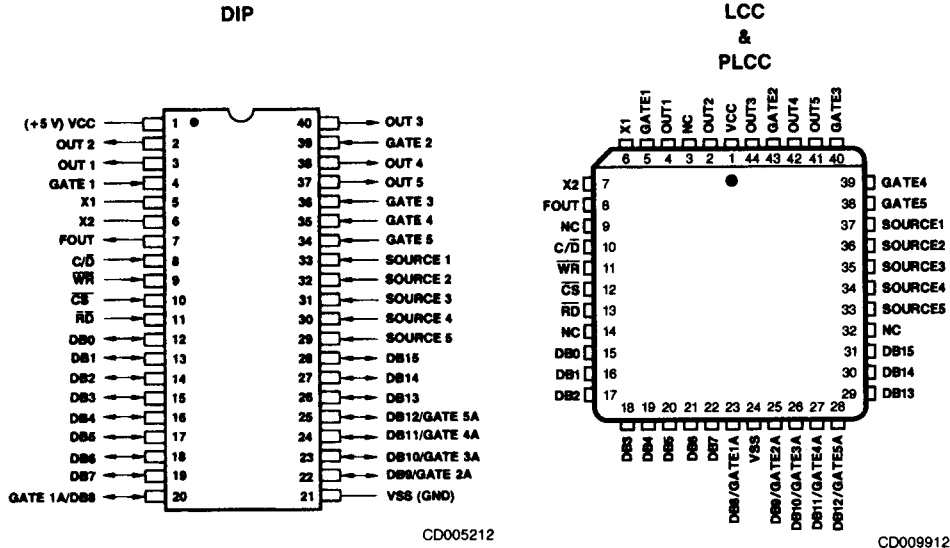 DIP
(+5 V) VCC 1 40 OUT 3
OUT 2 2 39 GATE 2
OUT 1 3 38 OUT 4
GATE 1 4 37 OUT 5
X1 5 36 GATE 3
X2 6 35 GATE 4
FOUT 7 34 GATE 5
C/D̅ 8 33 SOURCE 1
W̅R̅ 9 32 SOURCE 2
C̅S̅ 10 31 SOURCE 3
R̅D̅ 11 30 SOURCE 4
DB0 12 29 SOURCE 5
DB1 13 28 DB15
DB2 14 27 DB14
DB3 15 26 DB13
DB4 16 25 DB12/GATE 5A
DB5 17 24 DB11/GATE 4A
DB6 18 23 DB10/GATE 3A
DB7 19 22 DB9/GATE 2A
GATE 1A/DB8 20 21 VSS (GND)
CD005212
LCC
&
PLCC
X1 GATE1 OUT1 NC OUT2 VCC OUT3 GATE2 OUT4 OUT5 GATE3
6 5 4 3 2 1 44 43 42 41 40
X2 7 39 GATE4
FOUT 8 38 GATE5
NC 9 37 SOURCE1
C/D̅ 10 36 SOURCE2
W̅R̅ 11 35 SOURCE3
C̅S̅ 12 34 SOURCE4
R̅D̅ 13 33 SOURCE5
NC 14 32 NC
DB0 15 31 DB15
DB1 16 30 DB14
DB2 17 29 DB13
18 19 20 21 22 23 24 25 26 27 28
DB3 DB4 DB5 DB6 DB7 DB8/GATE1A VSS DB9/GATE2A DB10/GATE3A DB11/GATE4A DB12/GATE5A
CD009912